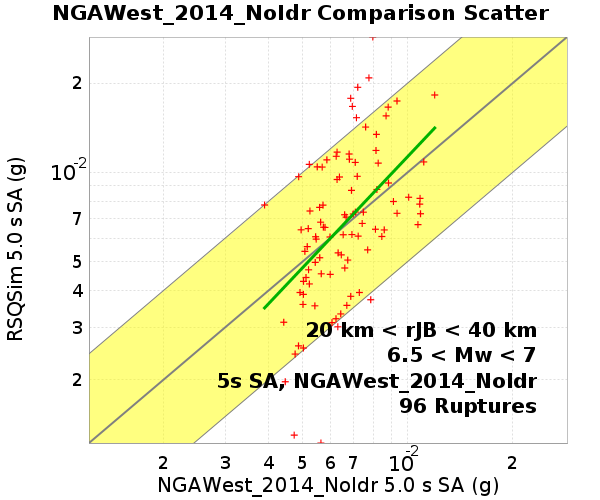 NGAWest_2014_NoIdr Comparison Scatter
RSQSim 5.0 s SA (g)
2
10-2
7
5
4
3
2
20 km < rJB < 40 km
6.5 < Mw < 7
5s SA, NGAWest_2014_NoIdr
96 Ruptures
2 3 4 5 6 7 10-2 2
NGAWest_2014_NoIdr 5.0 s SA (g)